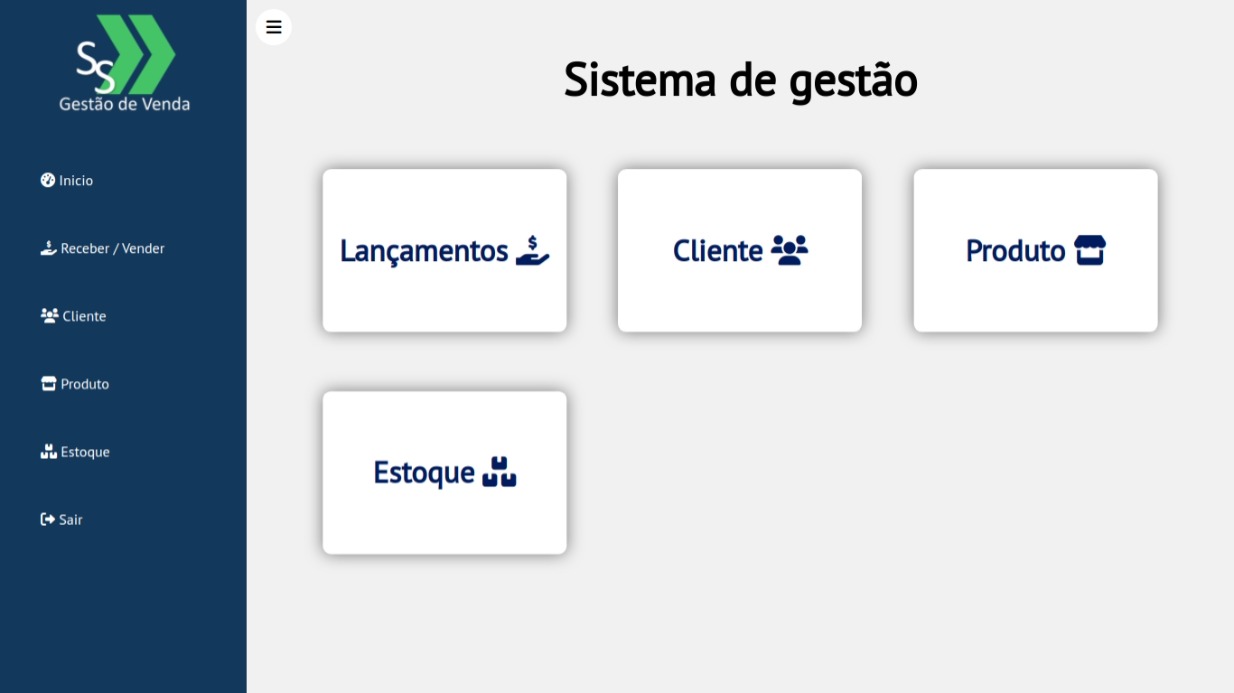 SS
Gestão de Venda
Inicio
Receber / Vender
Cliente
Produto
Estoque
Sair
Sistema de gestão
Lançamentos
Cliente
Produto
Estoque